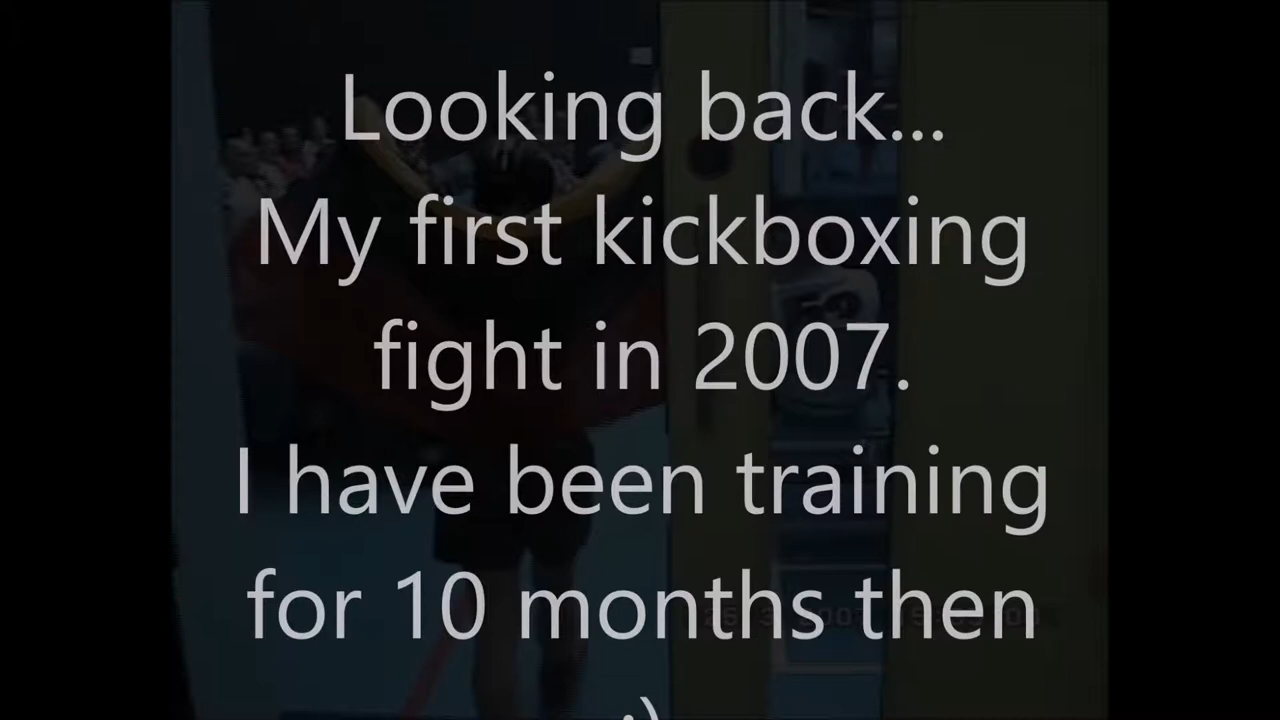 Looking back...
My first kickboxing
fight in 2007.
I have been training
for 10 months then
:)